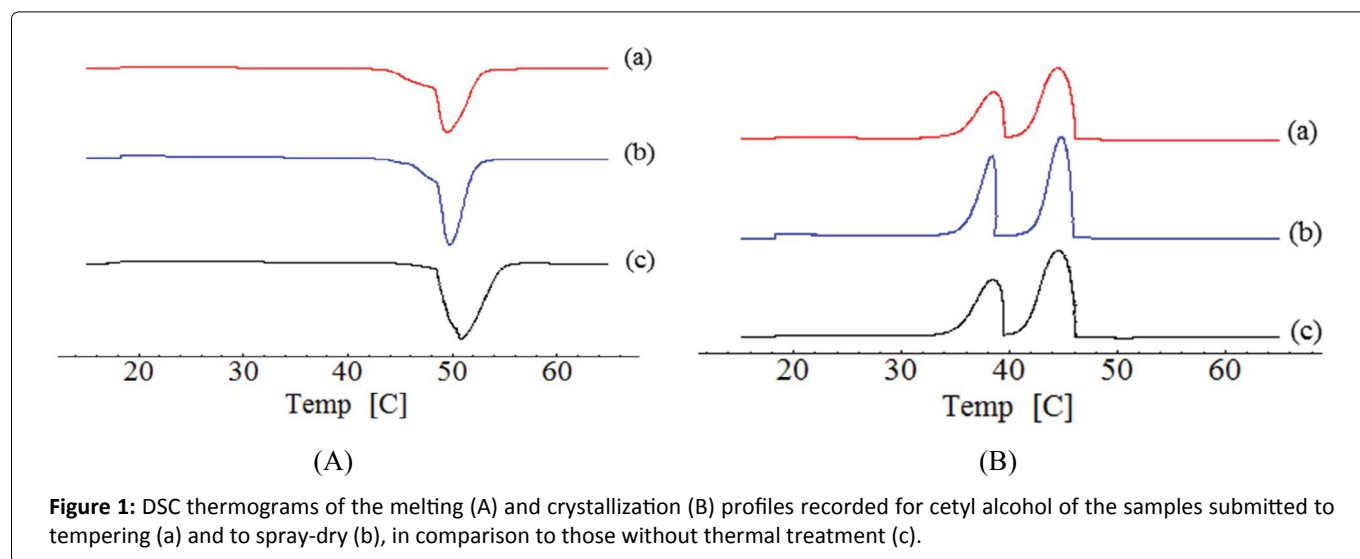 (a)
(b)
(c)
20 30 40 50 60
Temp [C]
(A)
(a)
(b)
(c)
20 30 40 50 60
Temp [C]
(B)
Figure 1: DSC thermograms of the melting (A) and crystallization (B) profiles recorded for cetyl alcohol of the samples submitted to
tempering (a) and to spray-dry (b), in comparison to those without thermal treatment (c).